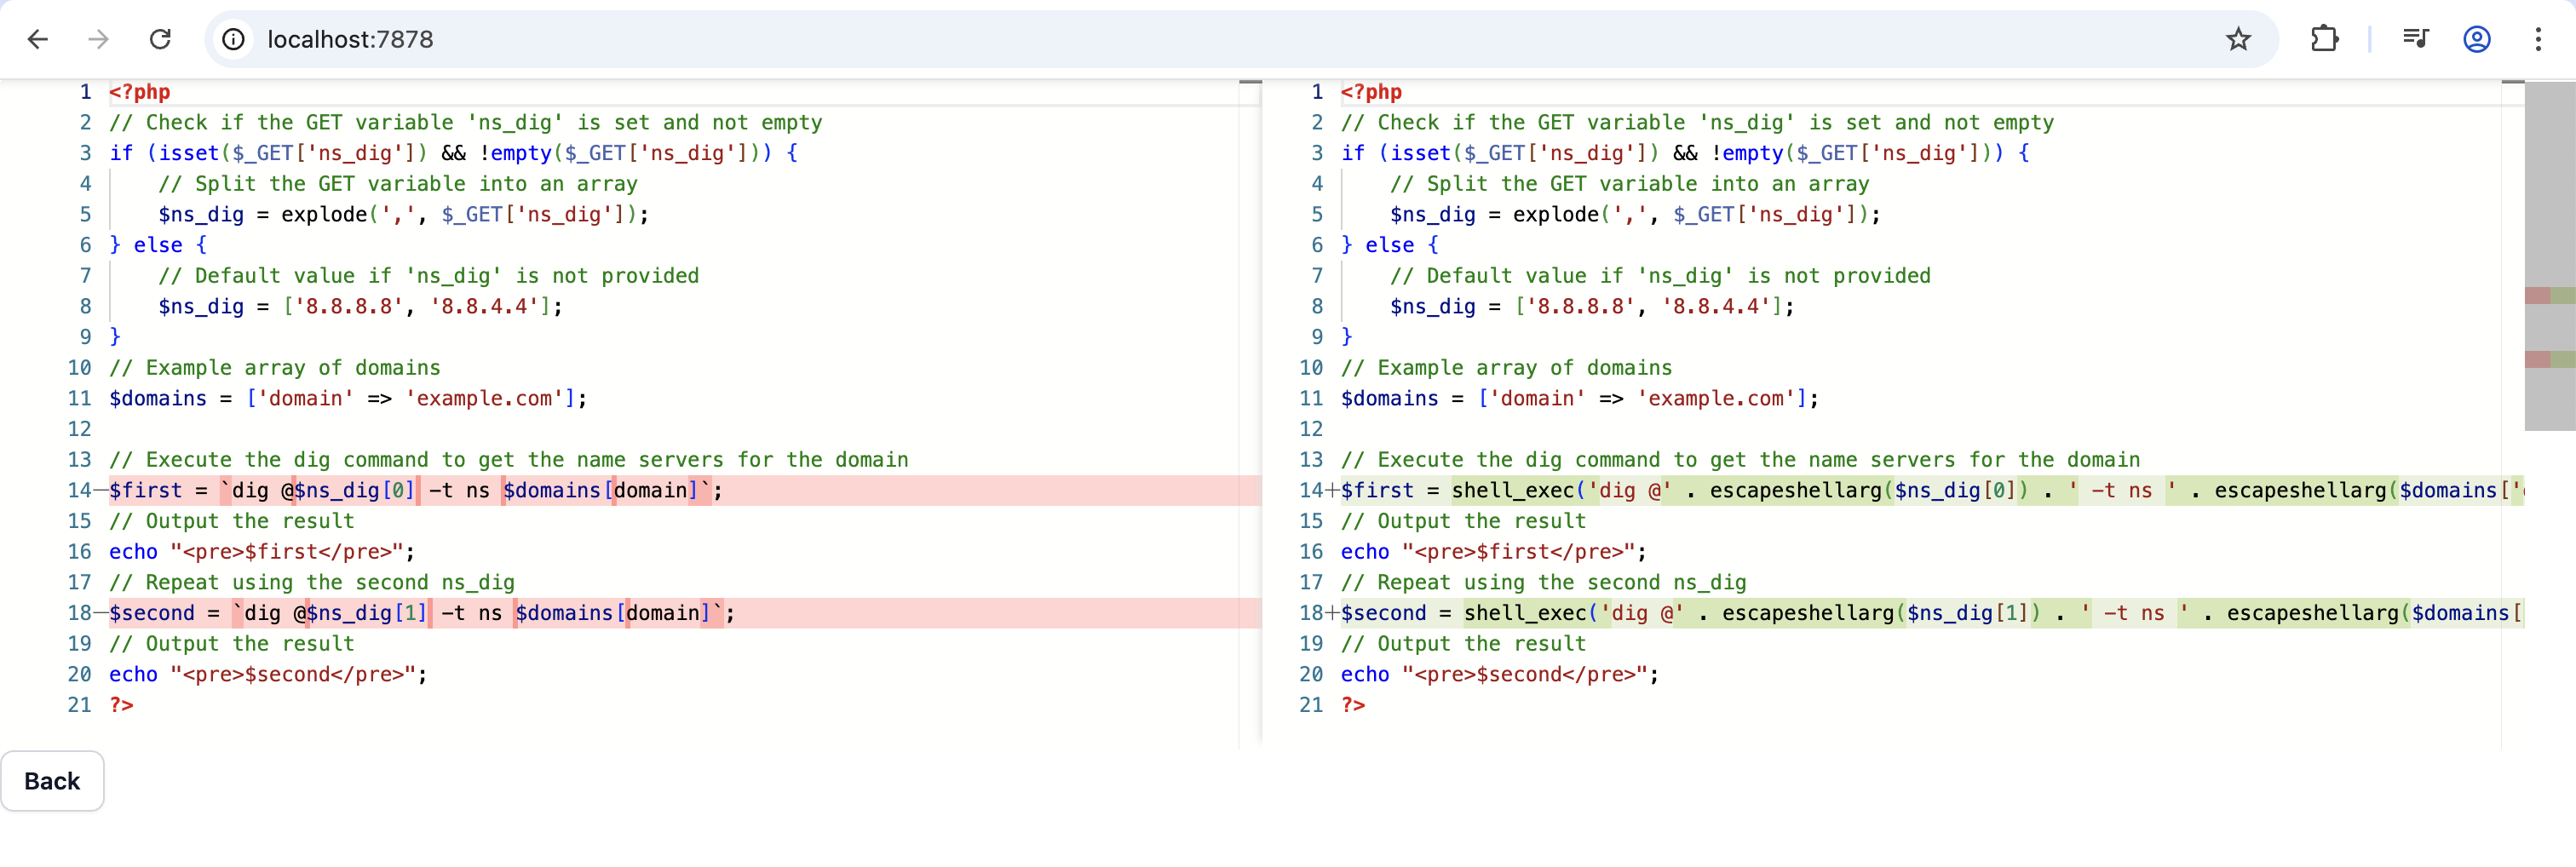 localhost:7878
1 <?php
2 // Check if the GET variable 'ns_dig' is set and not empty
3 if (isset($_GET['ns_dig']) && !empty($_GET['ns_dig'])) {
4 // Split the GET variable into an array
5 $ns_dig = explode(',', $_GET['ns_dig']);
6 } else {
7 // Default value if 'ns_dig' is not provided
8 $ns_dig = ['8.8.8.8', '8.8.4.4'];
9 }
10 // Example array of domains
11 $domains = ['domain' => 'example.com'];
12
13 // Execute the dig command to get the name servers for the domain
14—$first = `dig @$ns_dig[0] -t ns $domains[domain]`;
15 // Output the result
16 echo "<pre>$first</pre>";
17 // Repeat using the second ns_dig
18—$second = `dig @$ns_dig[1] -t ns $domains[domain]`;
19 // Output the result
20 echo "<pre>$second</pre>";
21 ?>
1 <?php
2 // Check if the GET variable 'ns_dig' is set and not empty
3 if (isset($_GET['ns_dig']) && !empty($_GET['ns_dig'])) {
4 // Split the GET variable into an array
5 $ns_dig = explode(',', $_GET['ns_dig']);
6 } else {
7 // Default value if 'ns_dig' is not provided
8 $ns_dig = ['8.8.8.8', '8.8.4.4'];
9 }
10 // Example array of domains
11 $domains = ['domain' => 'example.com'];
12
13 // Execute the dig command to get the name servers for the domain
14+$first = shell_exec('dig @' . escapeshellarg($ns_dig[0]) . ' -t ns ' . escapeshellarg($domains['
15 // Output the result
16 echo "<pre>$first</pre>";
17 // Repeat using the second ns_dig
18+$second = shell_exec('dig @' . escapeshellarg($ns_dig[1]) . ' -t ns ' . escapeshellarg($domains[
19 // Output the result
20 echo "<pre>$second</pre>";
21 ?>
Back